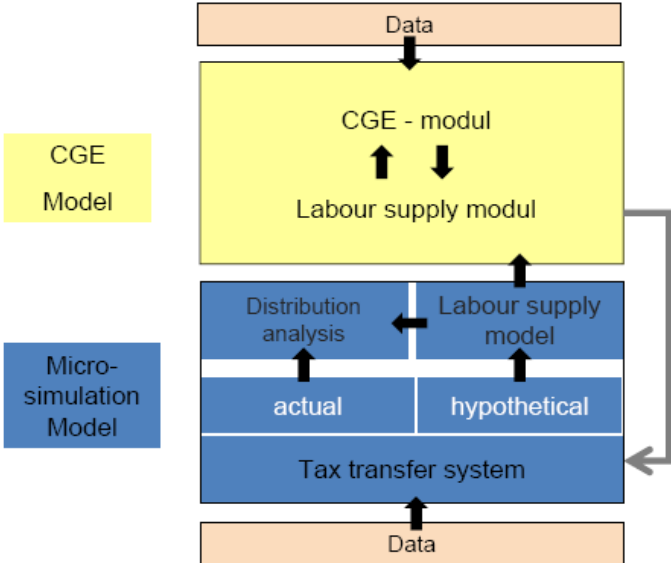 Data
CGE
Model
CGE - modul
Labour supply modul
Micro-
simulation
Model
Distribution
analysis
Labour supply
model
actual
hypothetical
Tax transfer system
Data